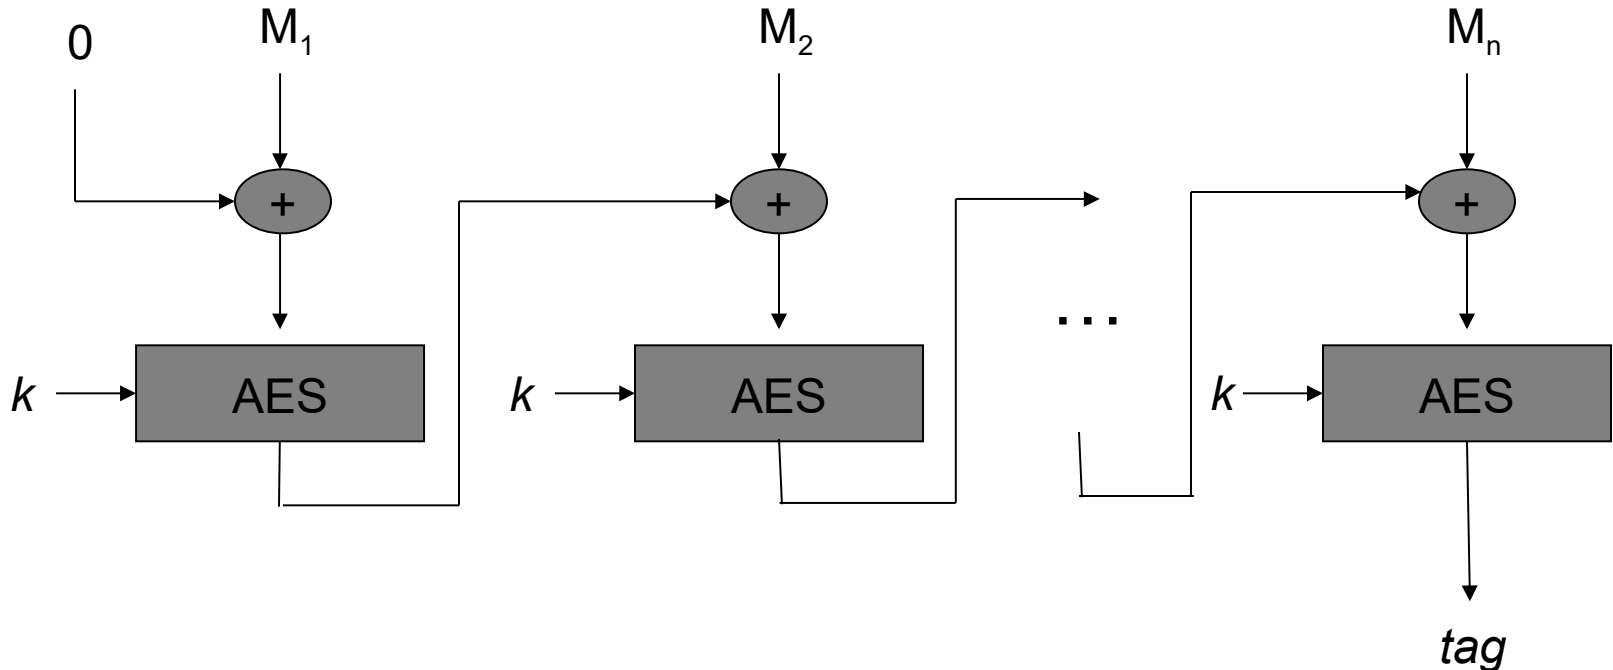 0 M₁ M₂ Mₙ
+ + +
...
k AES k AES k AES
tag